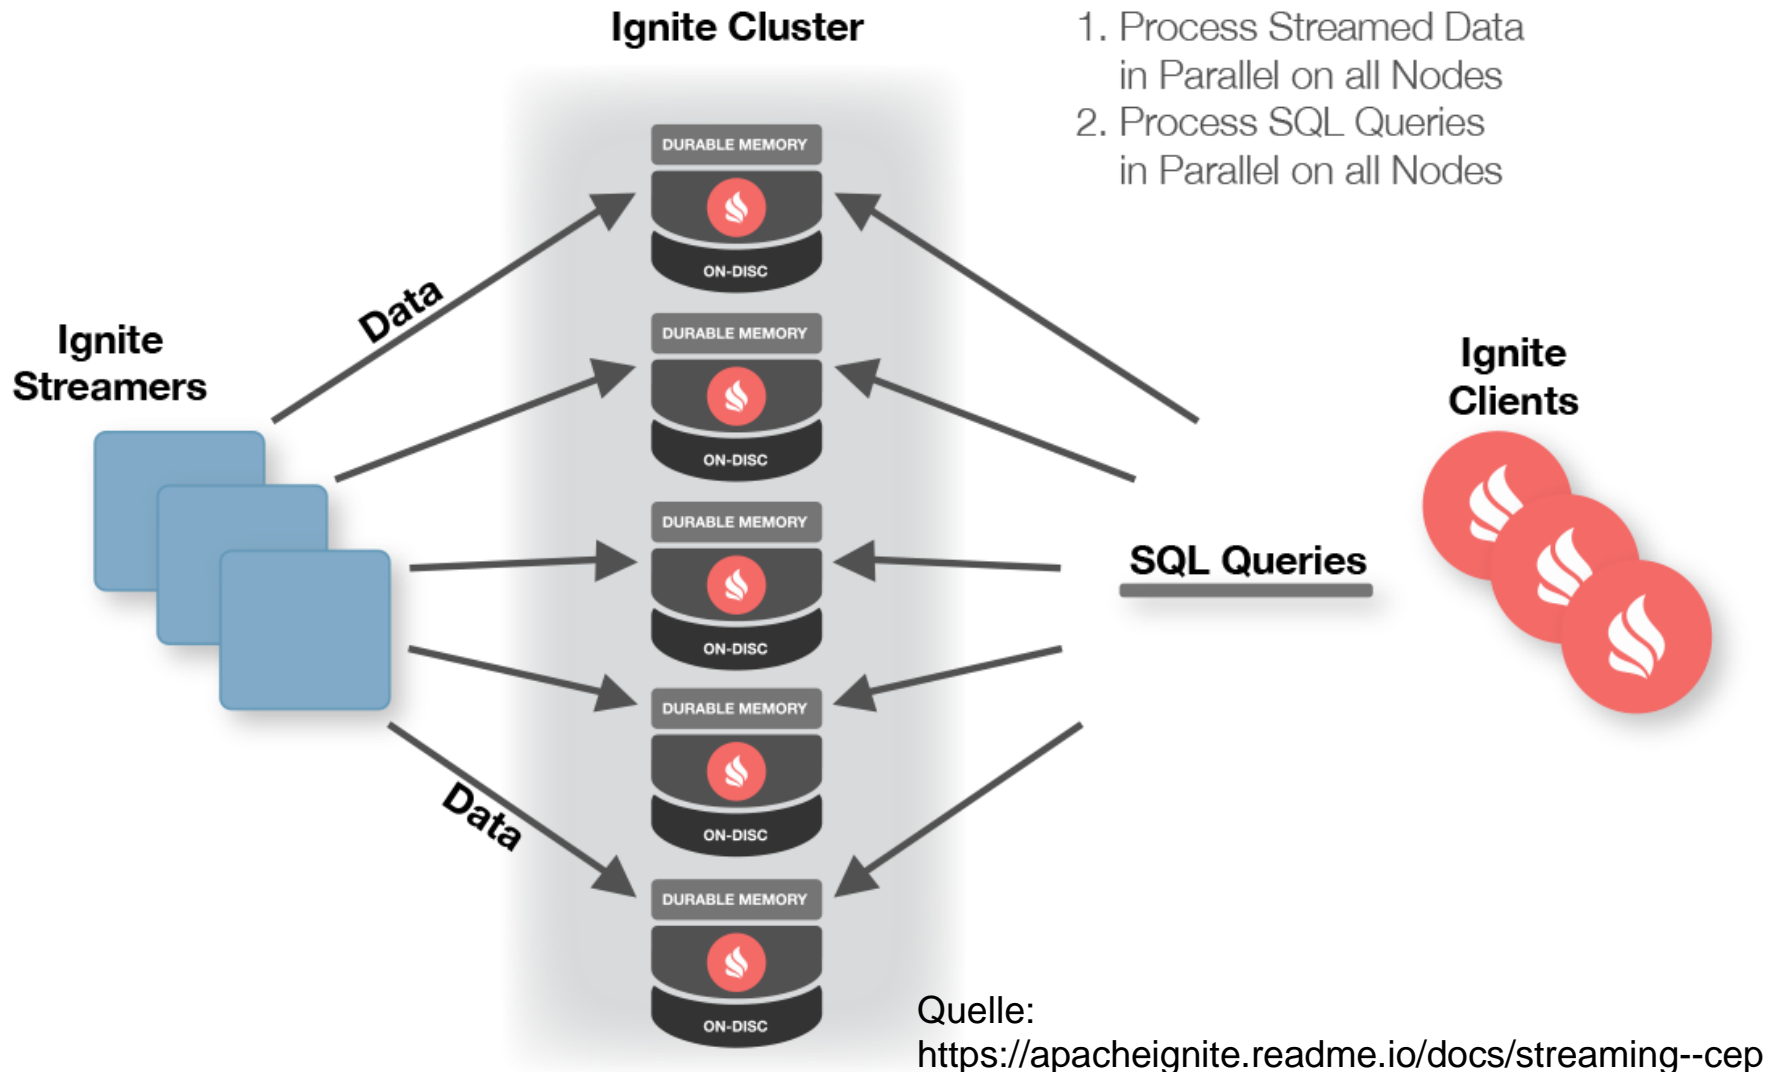 Ignite Cluster
1. Process Streamed Data
in Parallel on all Nodes
2. Process SQL Queries
in Parallel on all Nodes
DURABLE MEMORY
ON-DISC
Data
Ignite
Streamers
DURABLE MEMORY
ON-DISC
Ignite
Clients
DURABLE MEMORY
ON-DISC
SQL Queries
DURABLE MEMORY
ON-DISC
Data
DURABLE MEMORY
ON-DISC
Quelle:
https://apacheignite.readme.io/docs/streaming--cep